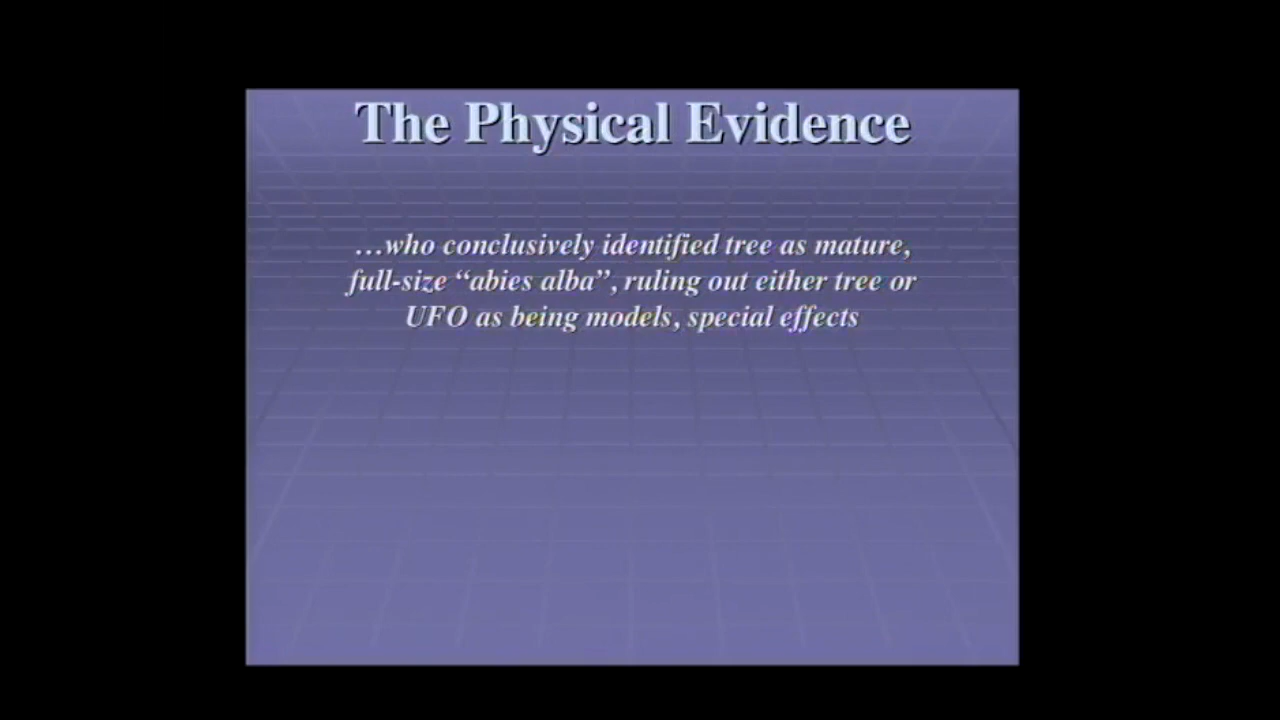 The Physical Evidence
…who conclusively identified tree as mature,
full-size “abies alba”, ruling out either tree or
UFO as being models, special effects